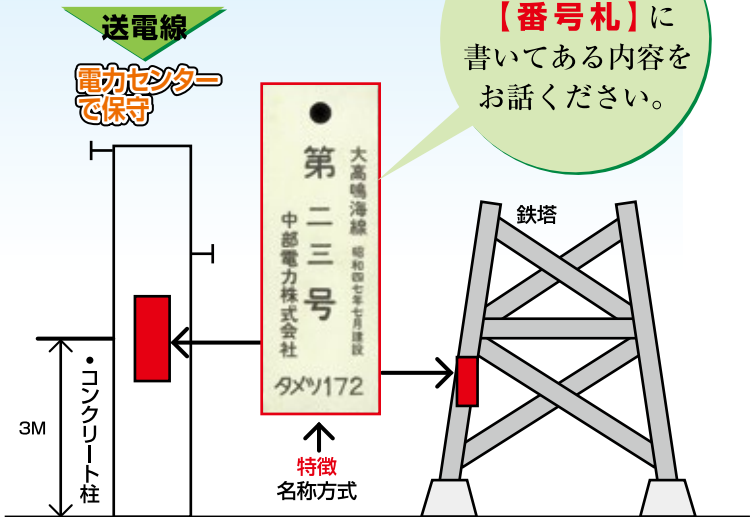 送電線
電力センター
で保守
【番号札】に
書いてある内容を
お話ください。
大高鳴海線 昭和四七年七月建設
第二三号
中部電力株式会社
タメツ172
鉄塔
3M
・コンクリート柱
特徴
名称方式